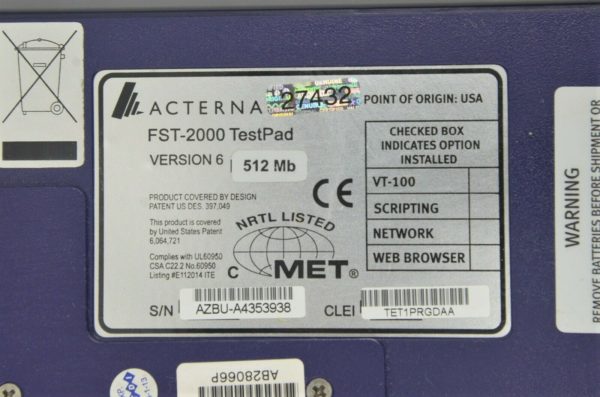 ACTERNA
27432
POINT OF ORIGIN: USA
FST-2000 TestPad
VERSION 6
512 Mb
PRODUCT COVERED BY DESIGN
PATENT US DES. 397,049
This product is covered
by United States Patent
6,064,721
Complies with UL60950
CSA C22.2 No.60950
Listing #E112014 ITE
CE
NRTL LISTED
C MET®
CHECKED BOX
INDICATES OPTION
INSTALLED
VT-100
SCRIPTING
NETWORK
WEB BROWSER
S/N AZBU-A4353938
CLEI TET1PRGDAA
AB28066P
WARNING
REMOVE BATTERIES BEFORE SHIPMENT OR